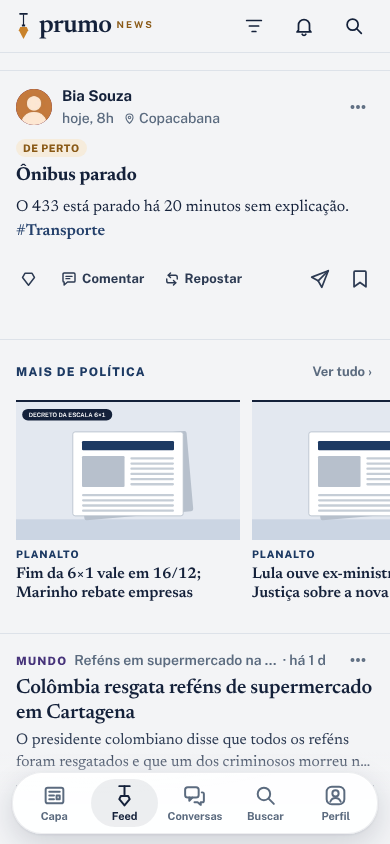 prumo NEWS
Bia Souza
hoje, 8h Copacabana
DE PERTO
Ônibus parado
O 433 está parado há 20 minutos sem explicação.
#Transporte
Comentar Repostar
MAIS DE POLÍTICA Ver tudo ›
DECRETO DA ESCALA 6×1
PLANALTO
Fim da 6×1 vale em 16/12;
Marinho rebate empresas
PLANALTO
Lula ouve ex-minist
Justiça sobre a nova
MUNDO Reféns em supermercado na ... · há 1 d
Colômbia resgata reféns de supermercado
em Cartagena
O presidente colombiano disse que todos os reféns
foram resgatados e que um dos criminosos morreu n...
Capa Feed Conversas Buscar Perfil